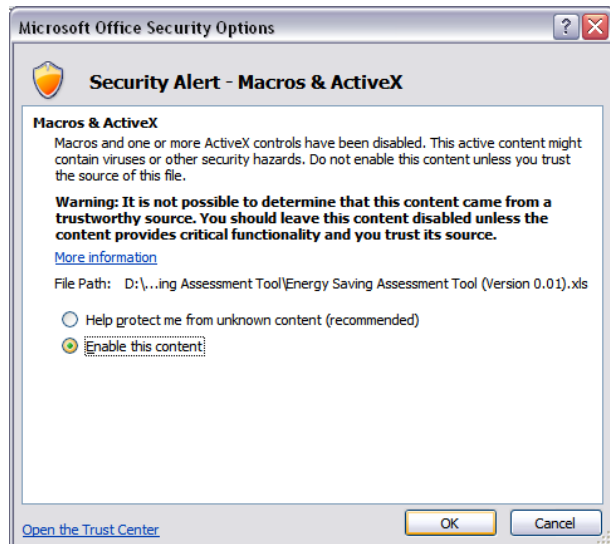 Microsoft Office Security Options
?
Security Alert - Macros & ActiveX
Macros & ActiveX
Macros and one or more ActiveX controls have been disabled. This active content might
contain viruses or other security hazards. Do not enable this content unless you trust
the source of this file.
Warning: It is not possible to determine that this content came from a
trustworthy source. You should leave this content disabled unless the
content provides critical functionality and you trust its source.
More information
File Path: D:\...ing Assessment Tool\Energy Saving Assessment Tool (Version 0.01).xls
Help protect me from unknown content (recommended)
Enable this content
Open the Trust Center
OK
Cancel